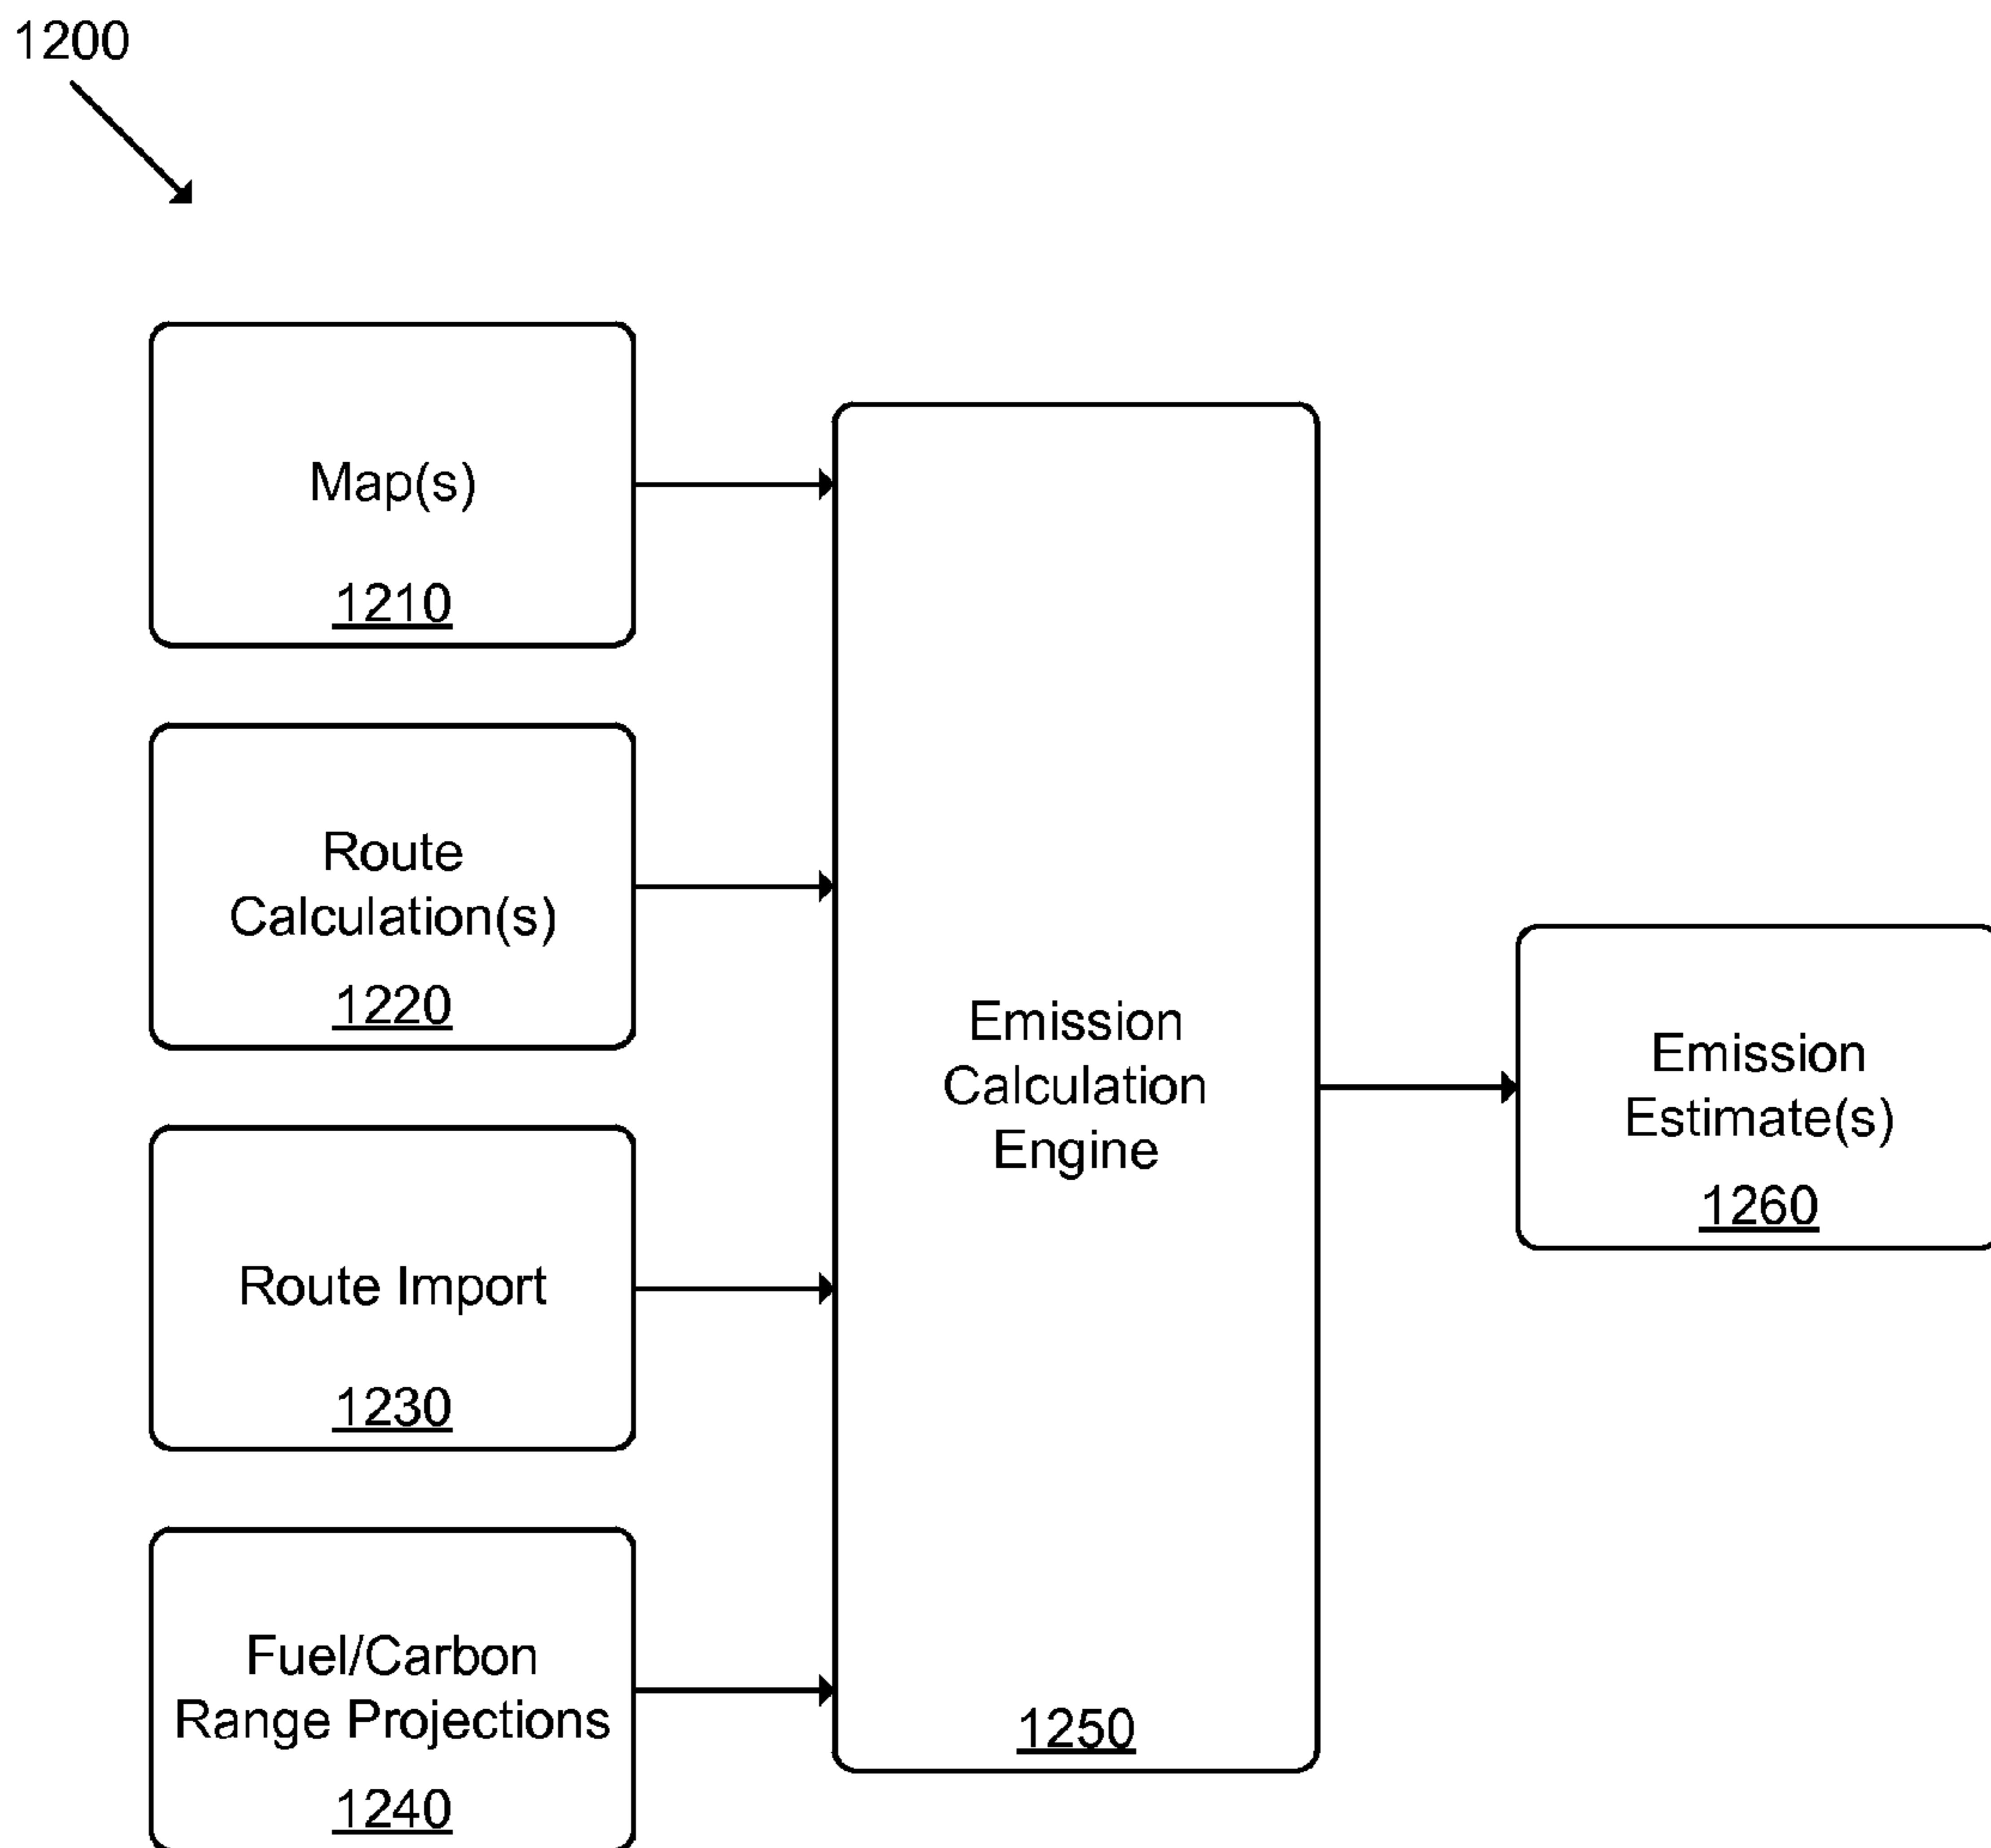 1200
Map(s)
1210
Route
Calculation(s)
1220
Route Import
1230
Fuel/Carbon
Range Projections
1240
Emission
Calculation
Engine
1250
Emission
Estimate(s)
1260